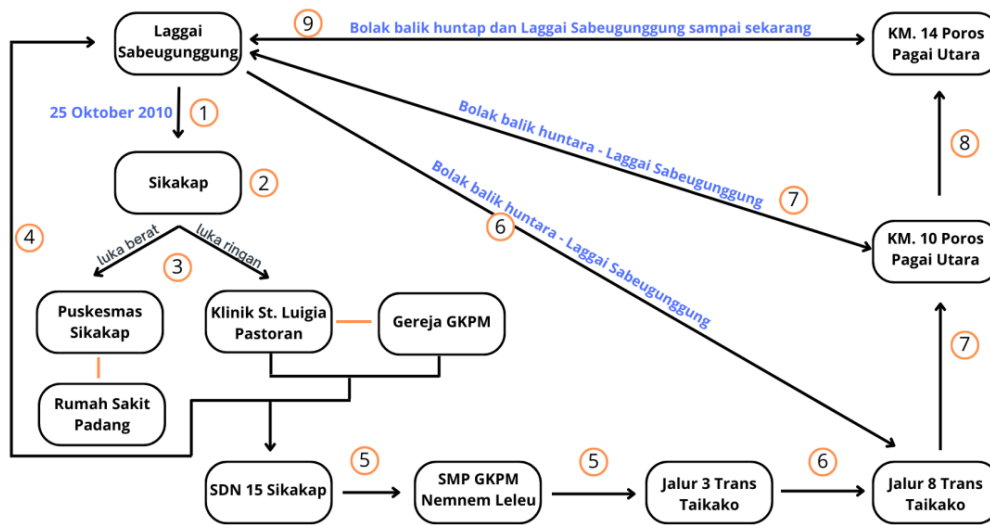 Laggai
Sabeugunggung
9
Bolak balik huntap dan Laggai Sabeugunggung sampai sekarang
KM. 14 Poros
Pagai Utara
25 Oktober 2010
1
Bolak balik huntara - Laggai Sabeugunggung
7
8
Sikakap
2
Bolak balik huntara - Laggai Sabeugunggung
6
4
luka berat
luka ringan
3
KM. 10 Poros
Pagai Utara
Puskesmas
Sikakap
Klinik St. Luigia
Pastoran
Gereja GKPM
7
Rumah Sakit
Padang
SDN 15 Sikakap
5
SMP GKPM
Nemnem Leleu
5
Jalur 3 Trans
Taikako
6
Jalur 8 Trans
Taikako